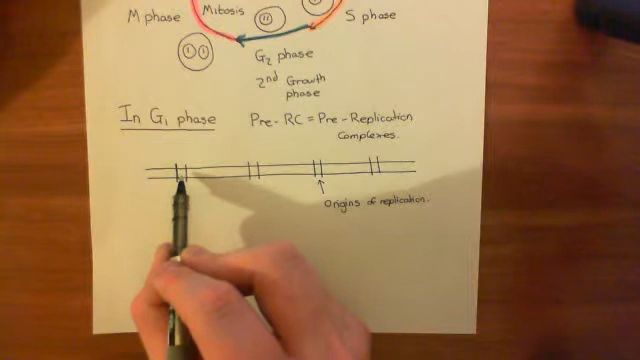 M phase
Mitosis
S phase
G₂ phase
2nd Growth
phase
In G₁ phase
Pre-RC = Pre-Replication
Complexes.
Origins of replication.